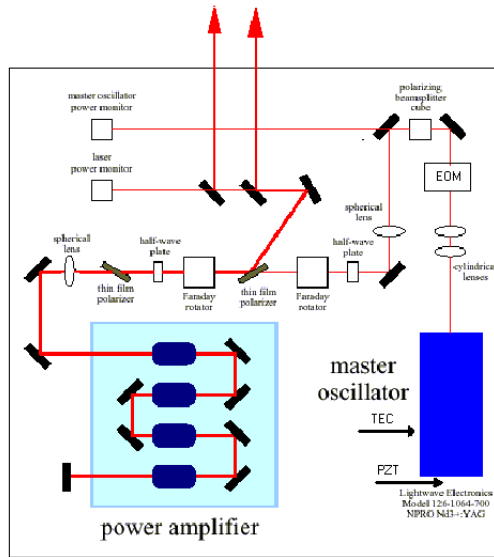 master oscillator
power monitor
polarizing
beamsplitter
cube
laser
power monitor
EOM
spherical
lens
cylindrical
lenses
spherical
lens
half-wave
plate
half-wave
plate
thin film
polarizer
Faraday
rotator
thin film
polarizer
Faraday
rotator
master
oscillator
TEC
PZT
Lightwave Electronics
Model 126-1064-700
NPRO Nd3+:YAG
power amplifier